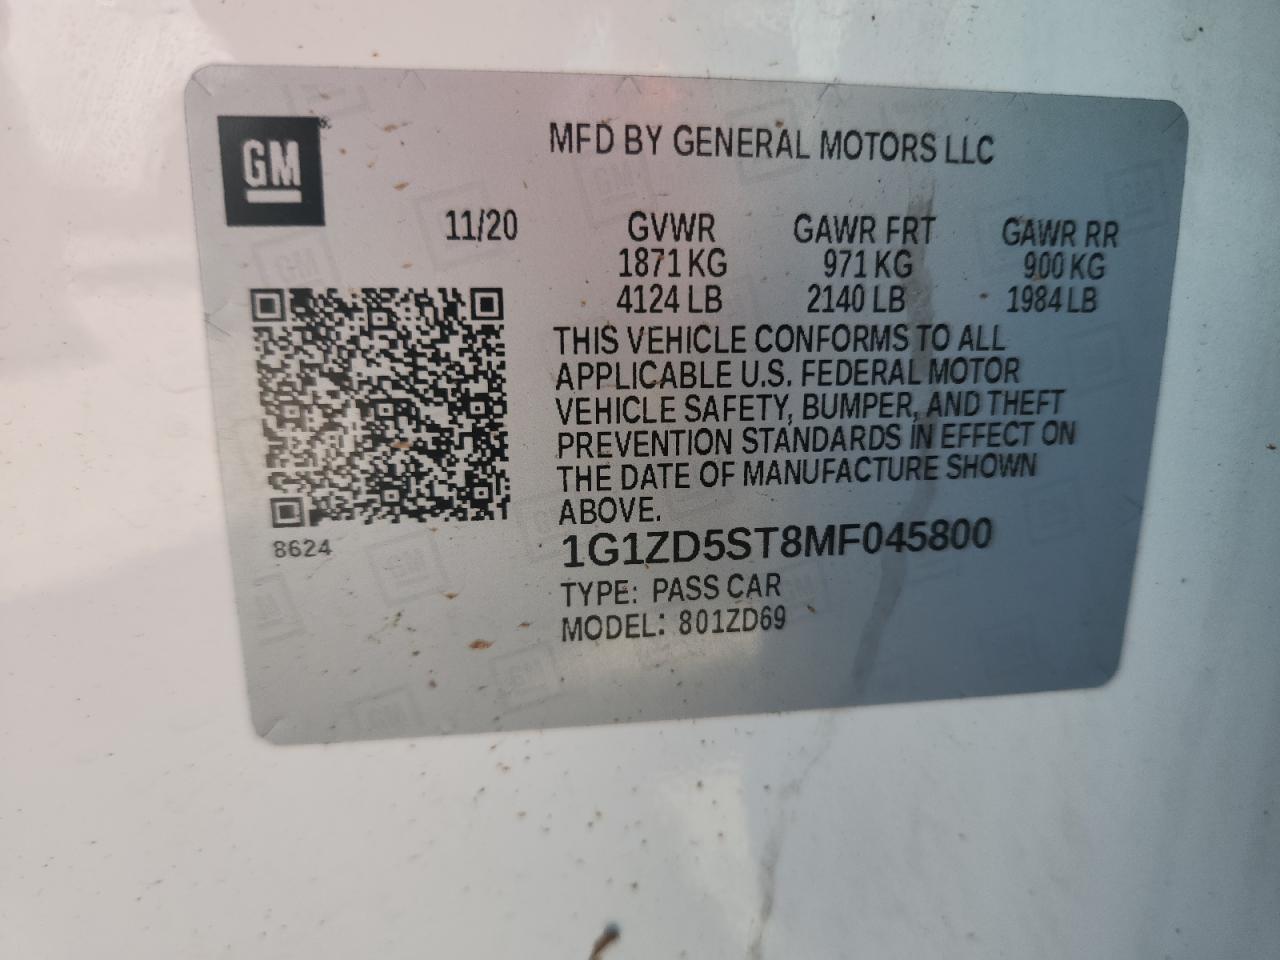 GM
MFD BY GENERAL MOTORS LLC
11/20 GVWR GAWR FRT GAWR RR
1871 KG 971 KG 900 KG
4124 LB 2140 LB 1984 LB
THIS VEHICLE CONFORMS TO ALL
APPLICABLE U.S. FEDERAL MOTOR
VEHICLE SAFETY, BUMPER, AND THEFT
PREVENTION STANDARDS IN EFFECT ON
THE DATE OF MANUFACTURE SHOWN
ABOVE.
8624
1G1ZD5ST8MF045800
TYPE: PASS CAR
MODEL: 801ZD69